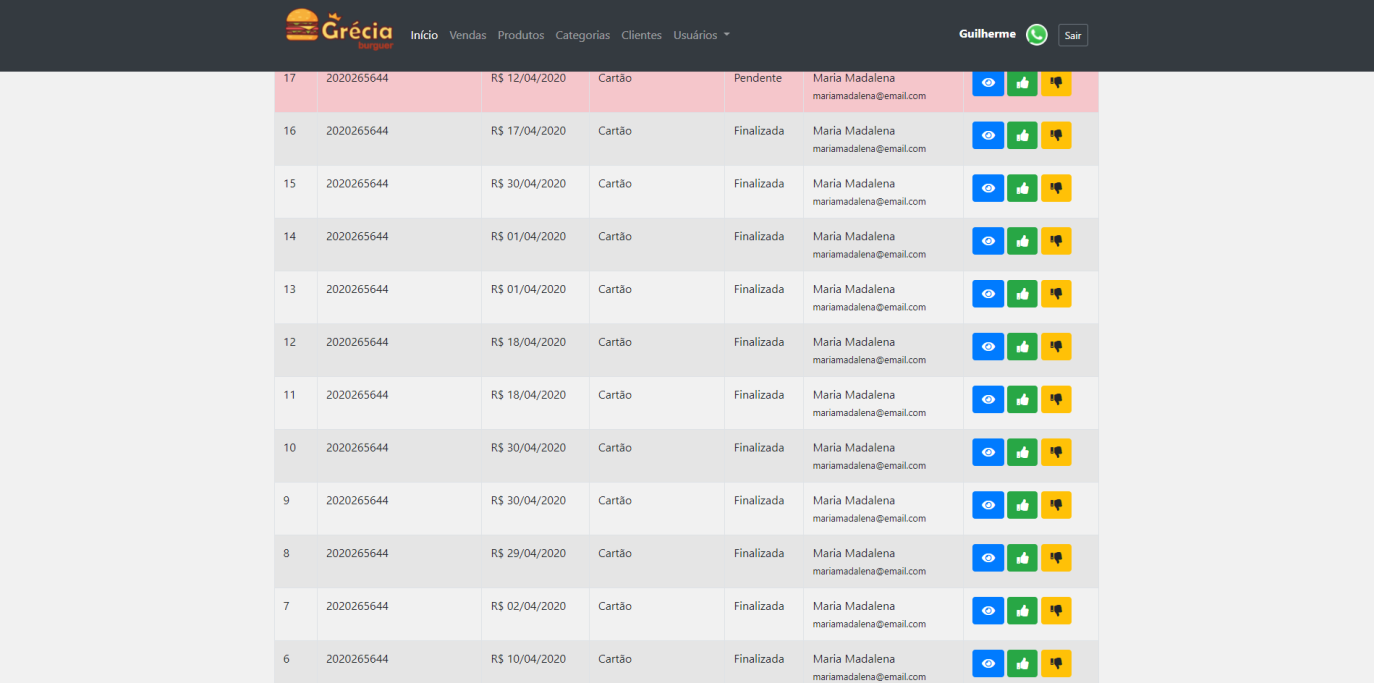 Grécia
burguer
Início Vendas Produtos Categorias Clientes Usuários
Guilherme Sair
17 2020265644 R$ 12/04/2020 Cartão Pendente Maria Madalena
mariamadalena@email.com
16 2020265644 R$ 17/04/2020 Cartão Finalizada Maria Madalena
mariamadalena@email.com
15 2020265644 R$ 30/04/2020 Cartão Finalizada Maria Madalena
mariamadalena@email.com
14 2020265644 R$ 01/04/2020 Cartão Finalizada Maria Madalena
mariamadalena@email.com
13 2020265644 R$ 01/04/2020 Cartão Finalizada Maria Madalena
mariamadalena@email.com
12 2020265644 R$ 18/04/2020 Cartão Finalizada Maria Madalena
mariamadalena@email.com
11 2020265644 R$ 18/04/2020 Cartão Finalizada Maria Madalena
mariamadalena@email.com
10 2020265644 R$ 30/04/2020 Cartão Finalizada Maria Madalena
mariamadalena@email.com
9 2020265644 R$ 30/04/2020 Cartão Finalizada Maria Madalena
mariamadalena@email.com
8 2020265644 R$ 29/04/2020 Cartão Finalizada Maria Madalena
mariamadalena@email.com
7 2020265644 R$ 02/04/2020 Cartão Finalizada Maria Madalena
mariamadalena@email.com
6 2020265644 R$ 10/04/2020 Cartão Finalizada Maria Madalena
mariamadalena@email.com